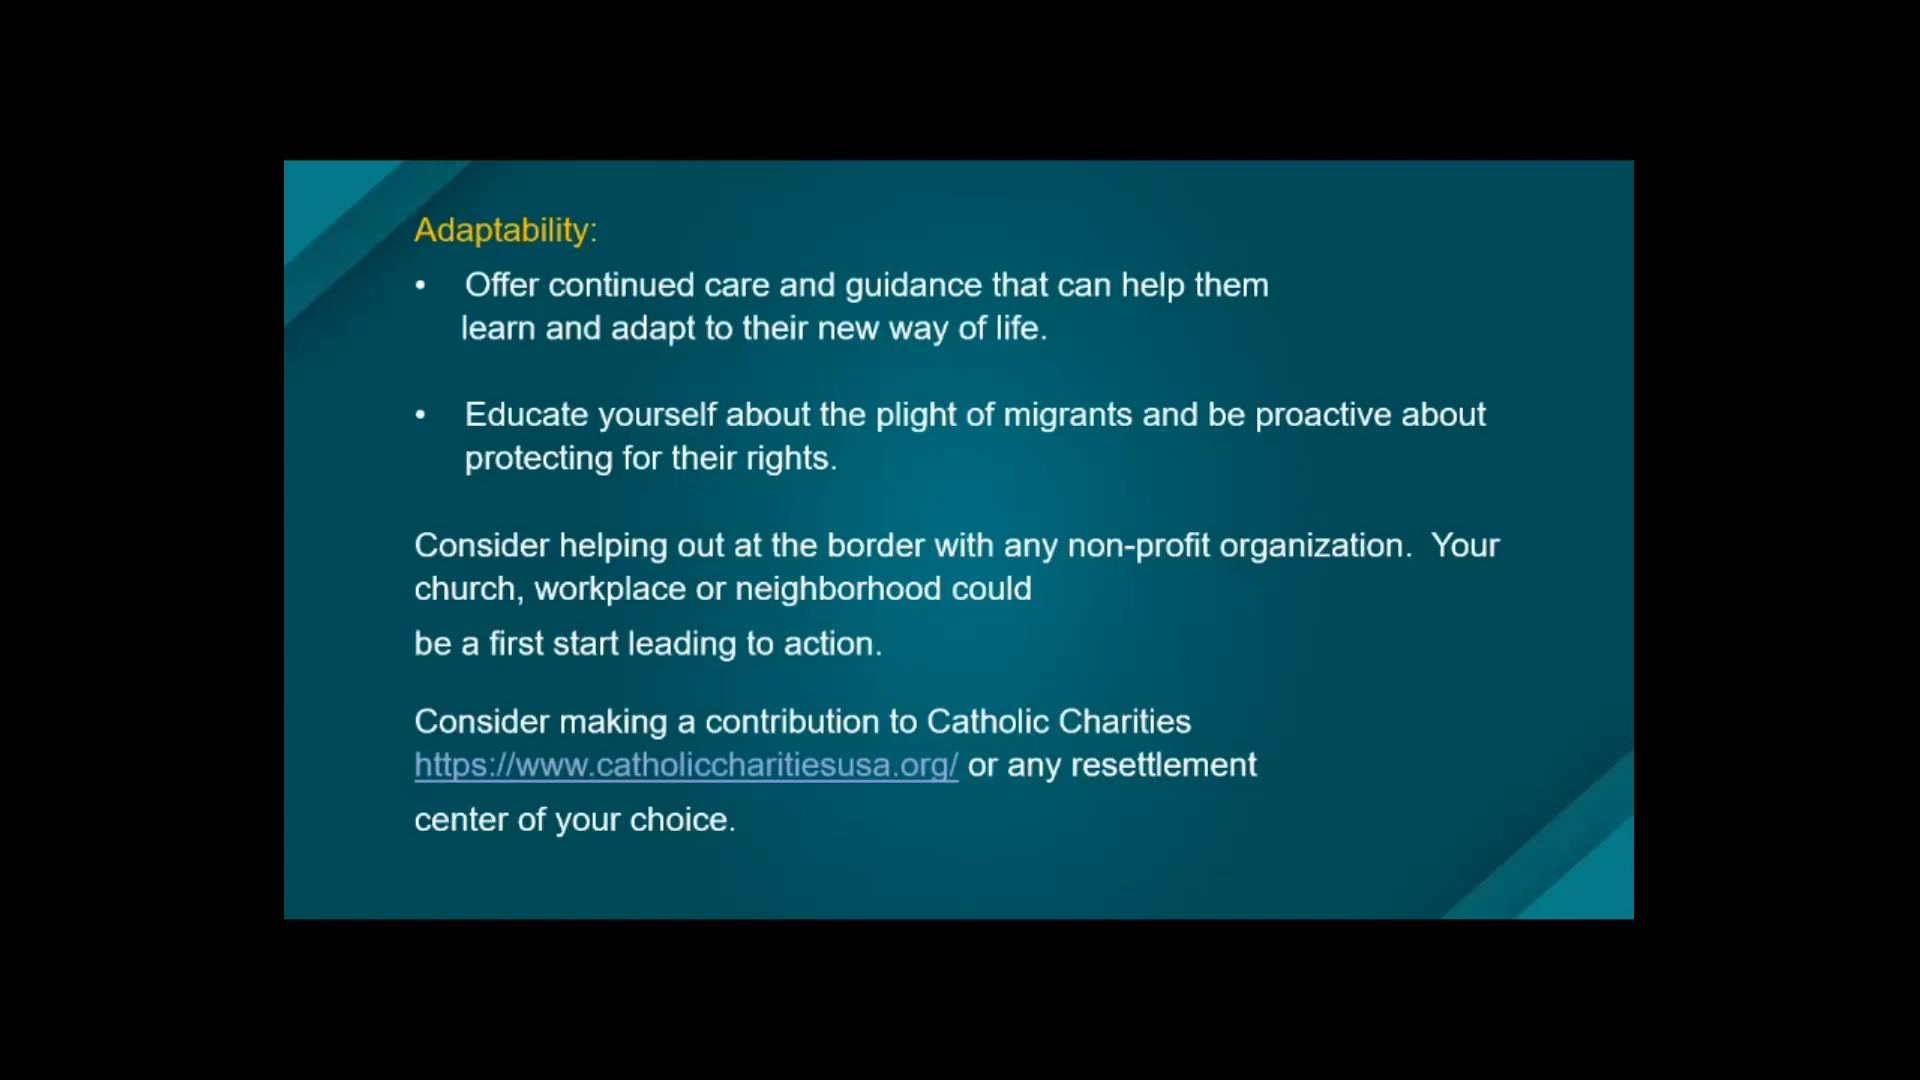 Adaptability:
• Offer continued care and guidance that can help them
learn and adapt to their new way of life.
• Educate yourself about the plight of migrants and be proactive about
protecting for their rights.
Consider helping out at the border with any non-profit organization.  Your
church, workplace or neighborhood could
be a first start leading to action.
Consider making a contribution to Catholic Charities
https://www.catholiccharitiesusa.org/ or any resettlement
center of your choice.